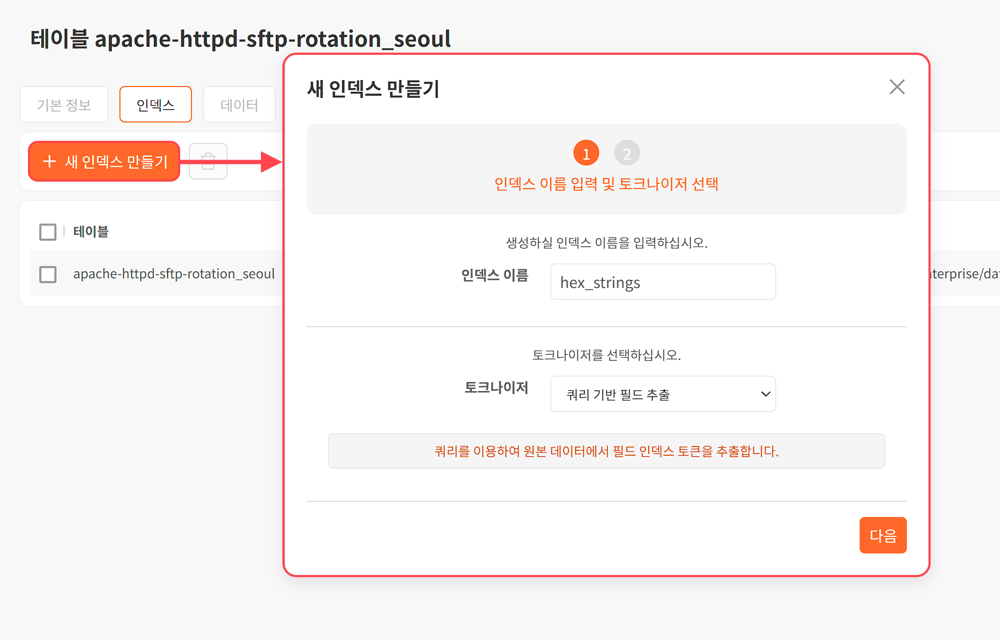 테이블 apache-httpd-sftp-rotation_seoul
기본 정보
인덱스
데이터
+ 새 인덱스 만들기
테이블
apache-httpd-sftp-rotation_seoul
새 인덱스 만들기
1
2
인덱스 이름 입력 및 토크나이저 선택
생성하실 인덱스 이름을 입력하십시오.
인덱스 이름
hex_strings
토크나이저를 선택하십시오.
토크나이저
쿼리 기반 필드 추출
쿼리를 이용하여 원본 데이터에서 필드 인덱스 토큰을 추출합니다.
다음